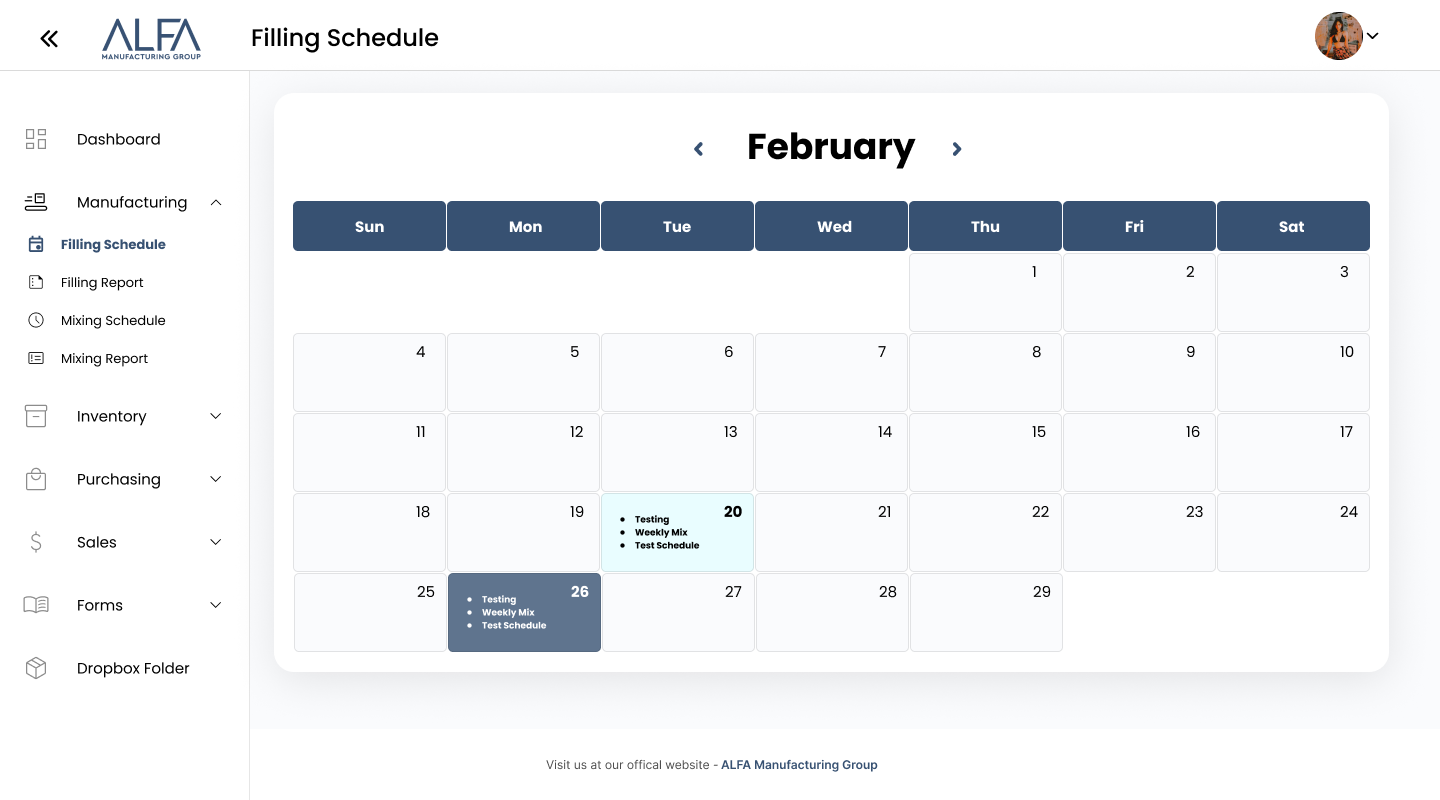 ALFA
MANUFACTURING GROUP
Filling Schedule
Dashboard
Manufacturing
Filling Schedule
Filling Report
Mixing Schedule
Mixing Report
Inventory
Purchasing
Sales
Forms
Dropbox Folder
February
Sun Mon Tue Wed Thu Fri Sat
1 2 3
4 5 6 7 8 9 10
11 12 13 14 15 16 17
18 19 20 21 22 23 24
• Testing
• Weekly Mix
• Test Schedule
25 26 27 28 29
• Testing
• Weekly Mix
• Test Schedule
Visit us at our offical website - ALFA Manufacturing Group